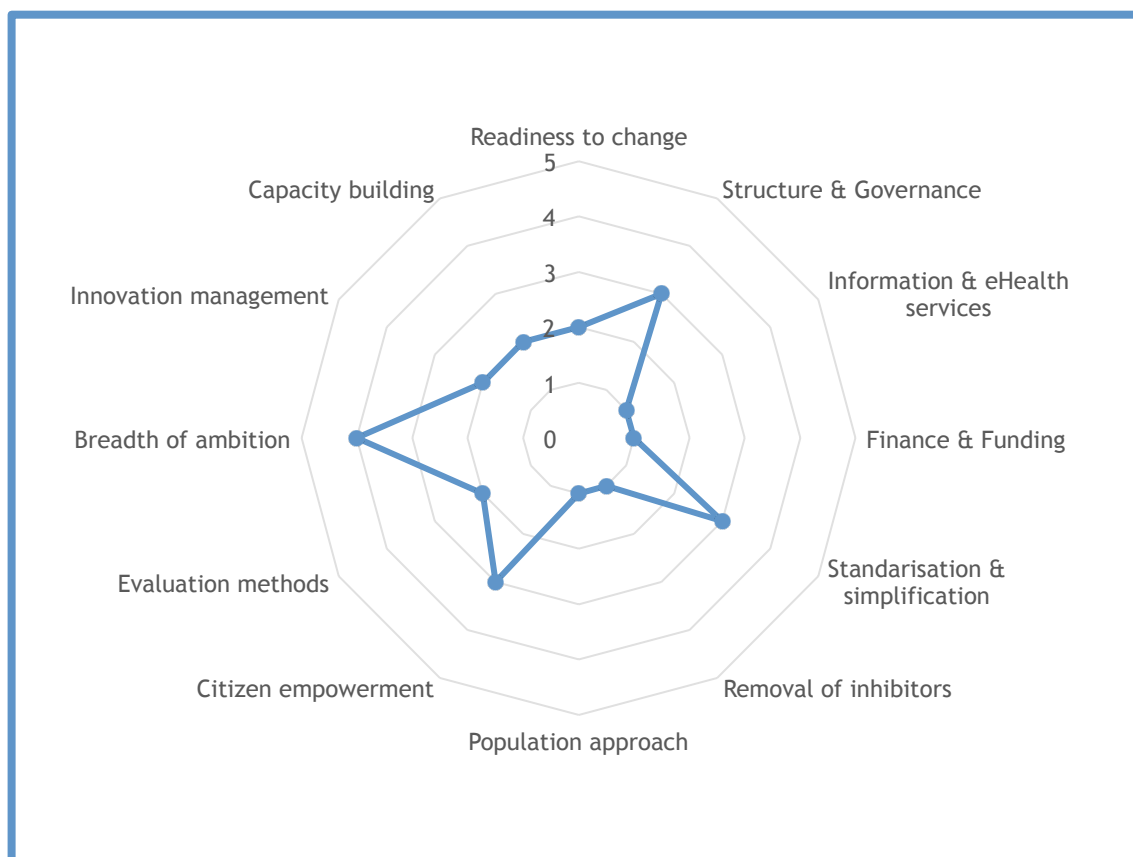 Readiness to change
5
Capacity building
Structure & Governance
4
Innovation management
3
Information & eHealth
services
2
1
Breadth of ambition
0
Finance & Funding
Evaluation methods
Standarisation &
simplification
Citizen empowerment
Removal of inhibitors
Population approach